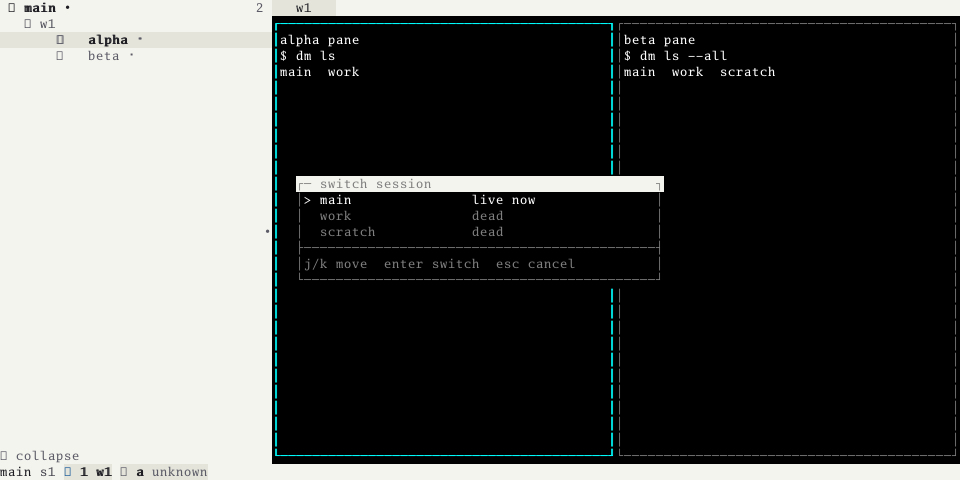 main • 2
w1
alpha •
beta •
collapse
main s1 1 w1 a unknown
w1
alpha pane
$ dm ls
main work
beta pane
$ dm ls --all
main work scratch
switch session
> main live now
work dead
scratch dead
j/k move enter switch esc cancel